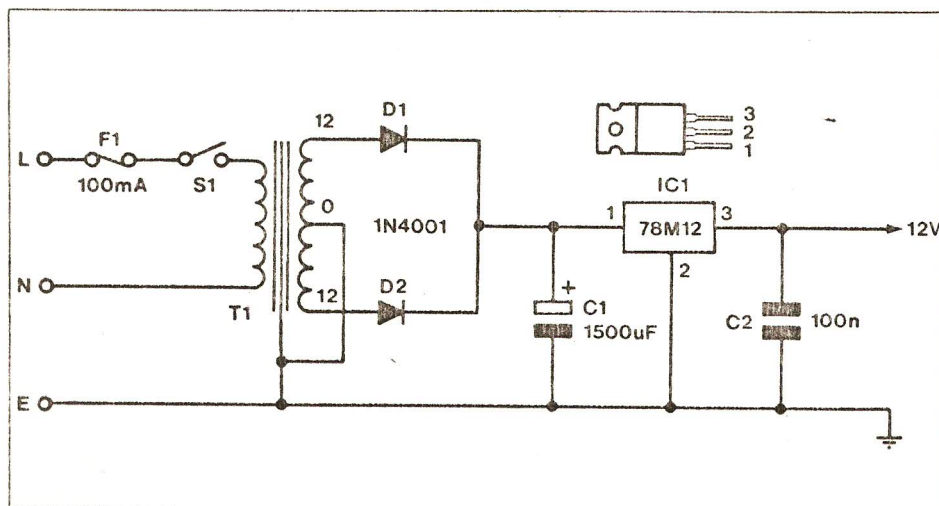 L
F1
100mA
S1
N
T1
E
12
0
12
D1
1N4001
D2
+
C1
1500uF
3
2
1
IC1
1
78M12
3
2
C2
100n
12V